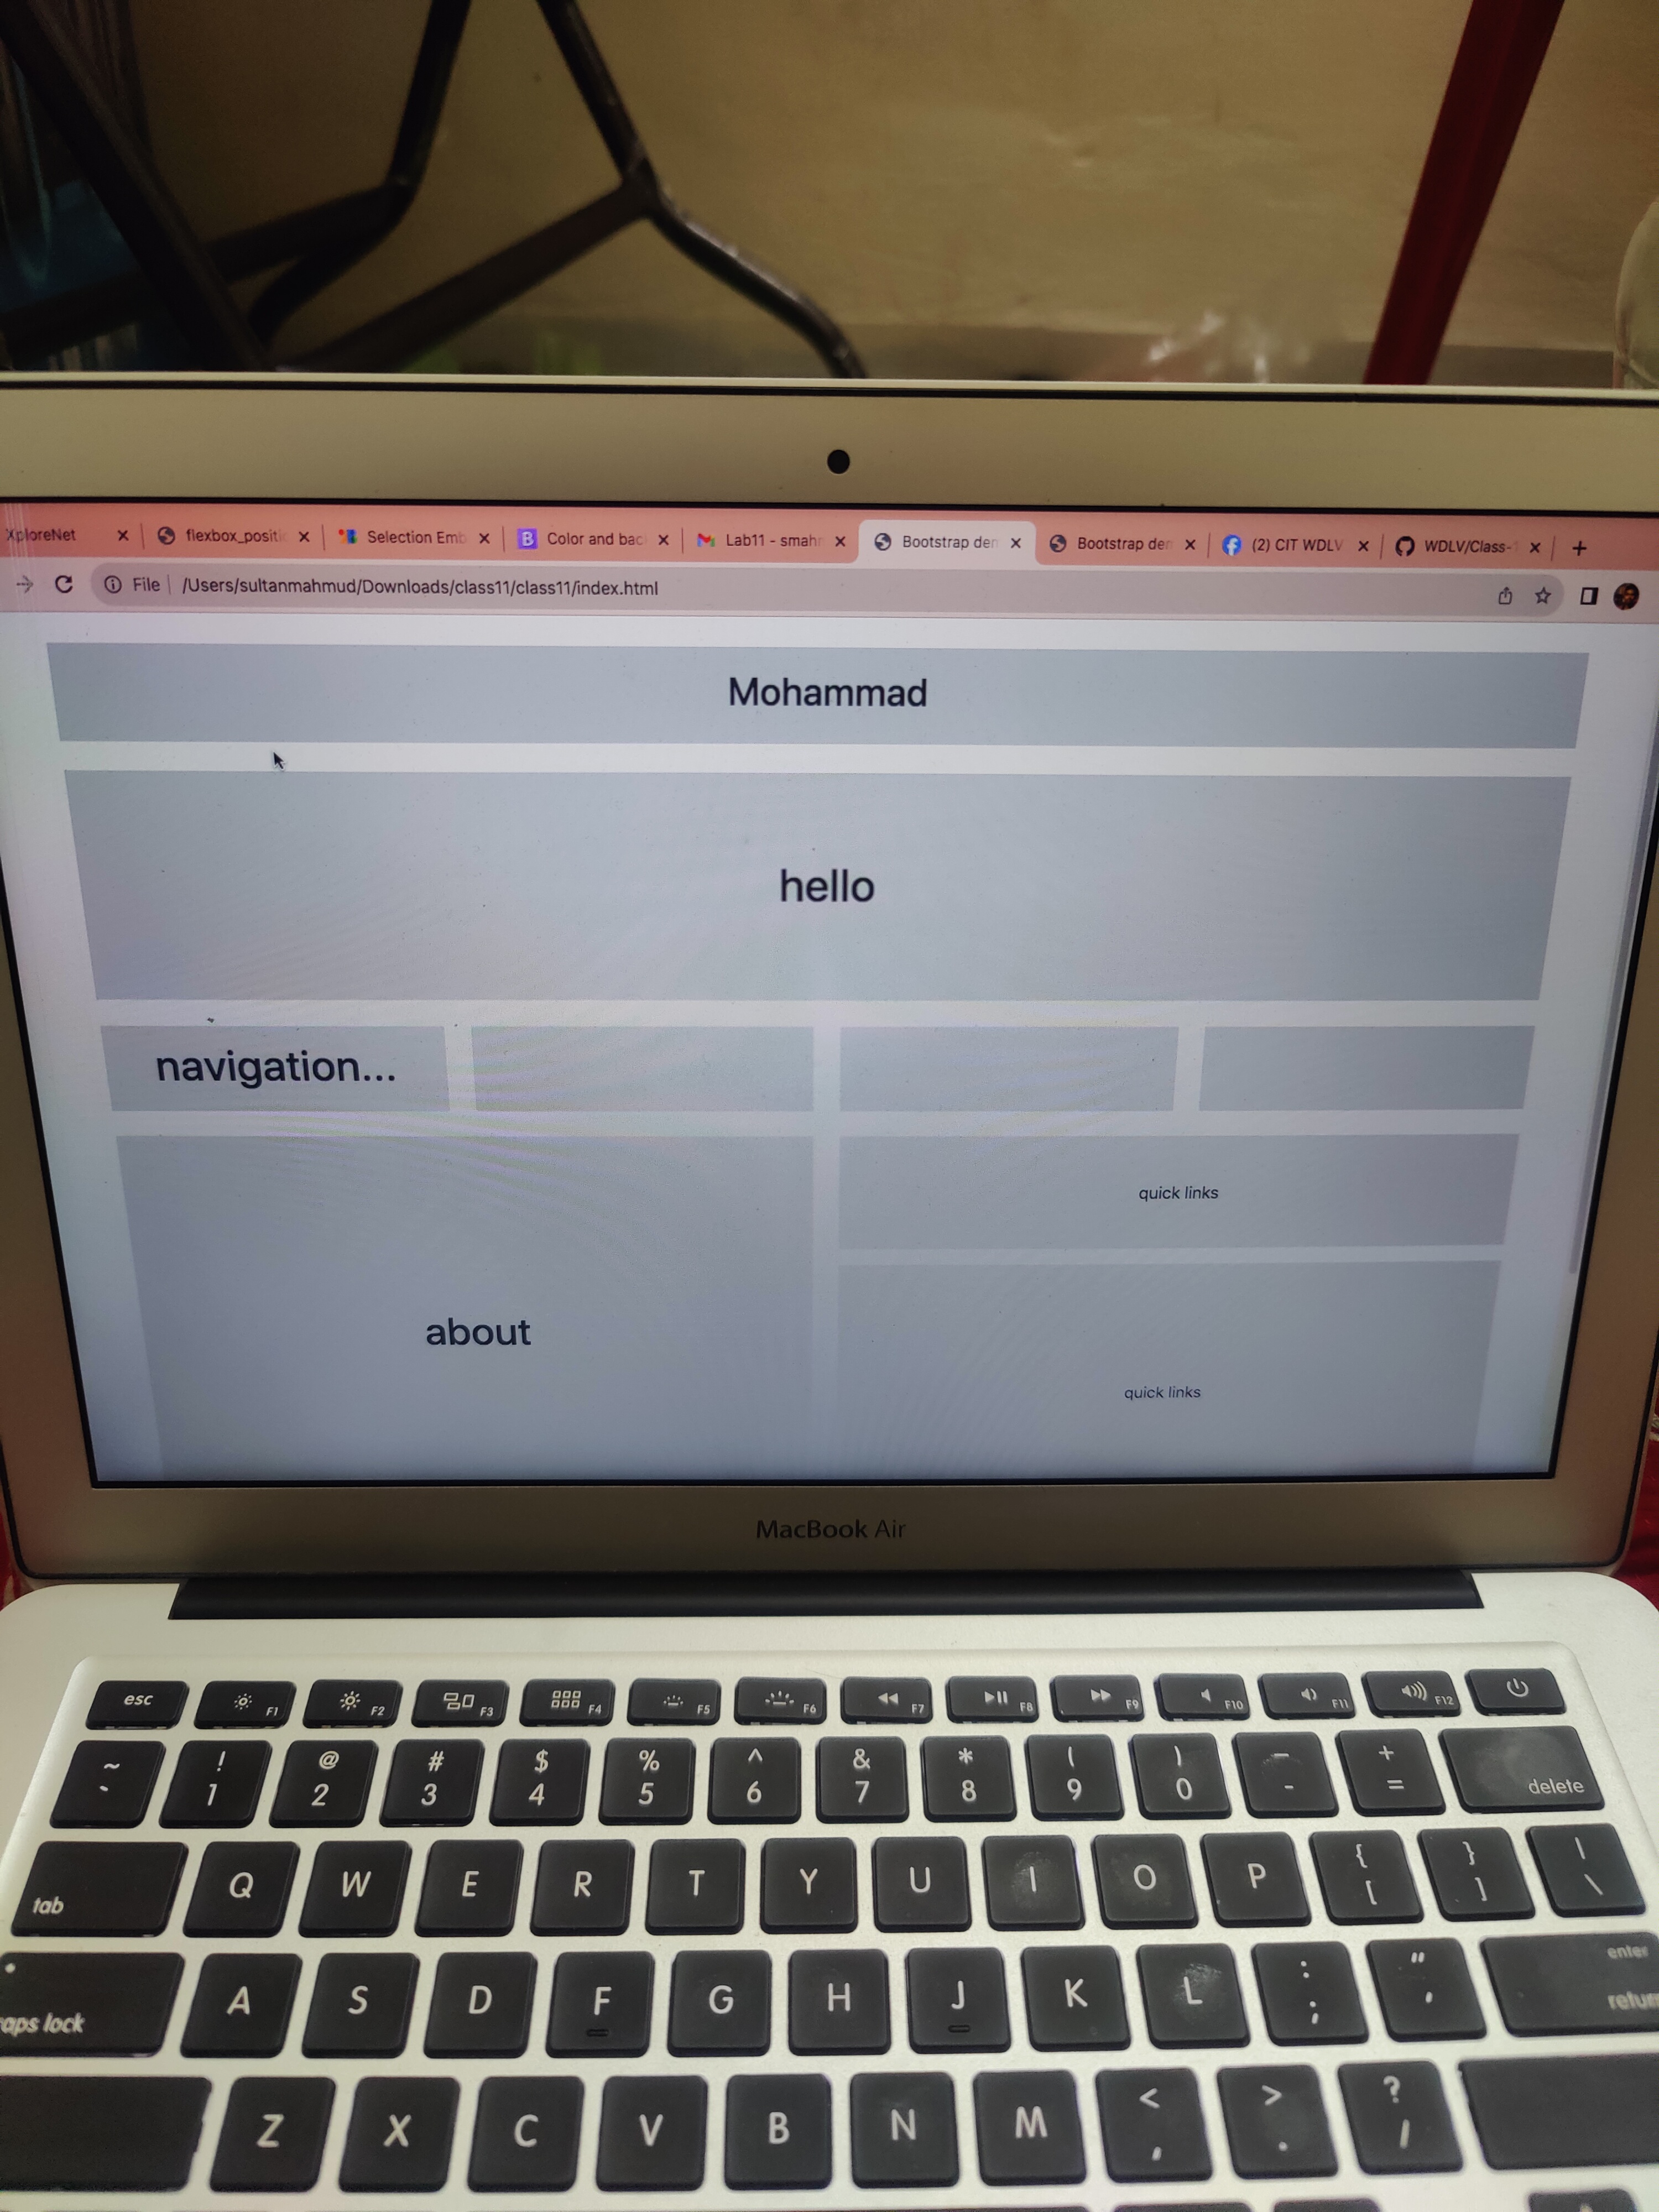 XploreNet
flexbox_positi
Selection Emb
Color and bac
Lab11 - smahr
Bootstrap den
Bootstrap den
(2) CIT WDLV
WDLV/Class-1
File
/Users/sultanmahmud/Downloads/class11/class11/index.html
Mohammad
hello
navigation...
quick links
about
quick links
MacBook Air
esc F1 F2 F3 F4 F5 F6 F7 F8 F9 F10 F11 F12
~ ! @ # $ % ^ & * ( ) _ +
` 1 2 3 4 5 6 7 8 9 0 - = delete
tab Q W E R T Y U I O P { [ } ] | \
caps lock A S D F G H J K L : ; " ' enter return
Z X C V B N M < , > . ? /